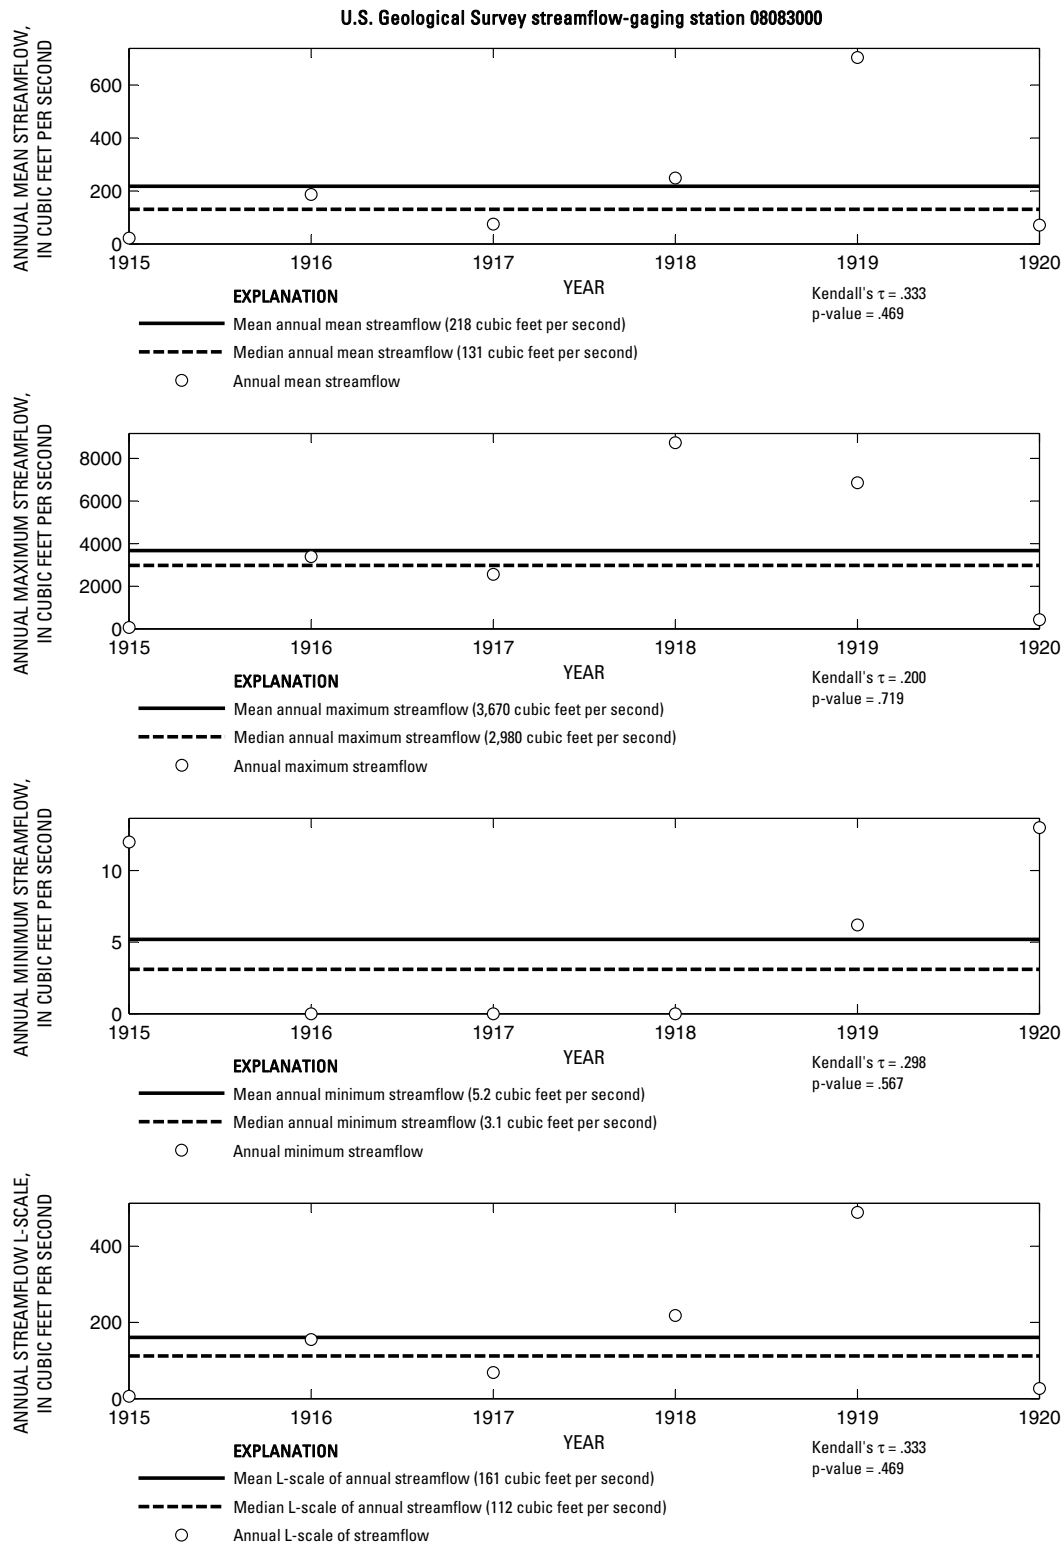 U.S. Geological Survey streamflow-gaging station 08083000
ANNUAL MEAN STREAMFLOW,
IN CUBIC FEET PER SECOND
600
400
200
0
1915 1916 1917 1918 1919 1920
YEAR
Kendall's τ = .333
p-value = .469
EXPLANATION
Mean annual mean streamflow (218 cubic feet per second)
Median annual mean streamflow (131 cubic feet per second)
Annual mean streamflow
ANNUAL MAXIMUM STREAMFLOW,
IN CUBIC FEET PER SECOND
8000
6000
4000
2000
0
1915 1916 1917 1918 1919 1920
YEAR
Kendall's τ = .200
p-value = .719
EXPLANATION
Mean annual maximum streamflow (3,670 cubic feet per second)
Median annual maximum streamflow (2,980 cubic feet per second)
Annual maximum streamflow
ANNUAL MINIMUM STREAMFLOW,
IN CUBIC FEET PER SECOND
10
5
0
1915 1916 1917 1918 1919 1920
YEAR
Kendall's τ = .298
p-value = .567
EXPLANATION
Mean annual minimum streamflow (5.2 cubic feet per second)
Median annual minimum streamflow (3.1 cubic feet per second)
Annual minimum streamflow
ANNUAL STREAMFLOW L-SCALE,
IN CUBIC FEET PER SECOND
400
200
0
1915 1916 1917 1918 1919 1920
YEAR
Kendall's τ = .333
p-value = .469
EXPLANATION
Mean L-scale of annual streamflow (161 cubic feet per second)
Median L-scale of annual streamflow (112 cubic feet per second)
Annual L-scale of streamflow